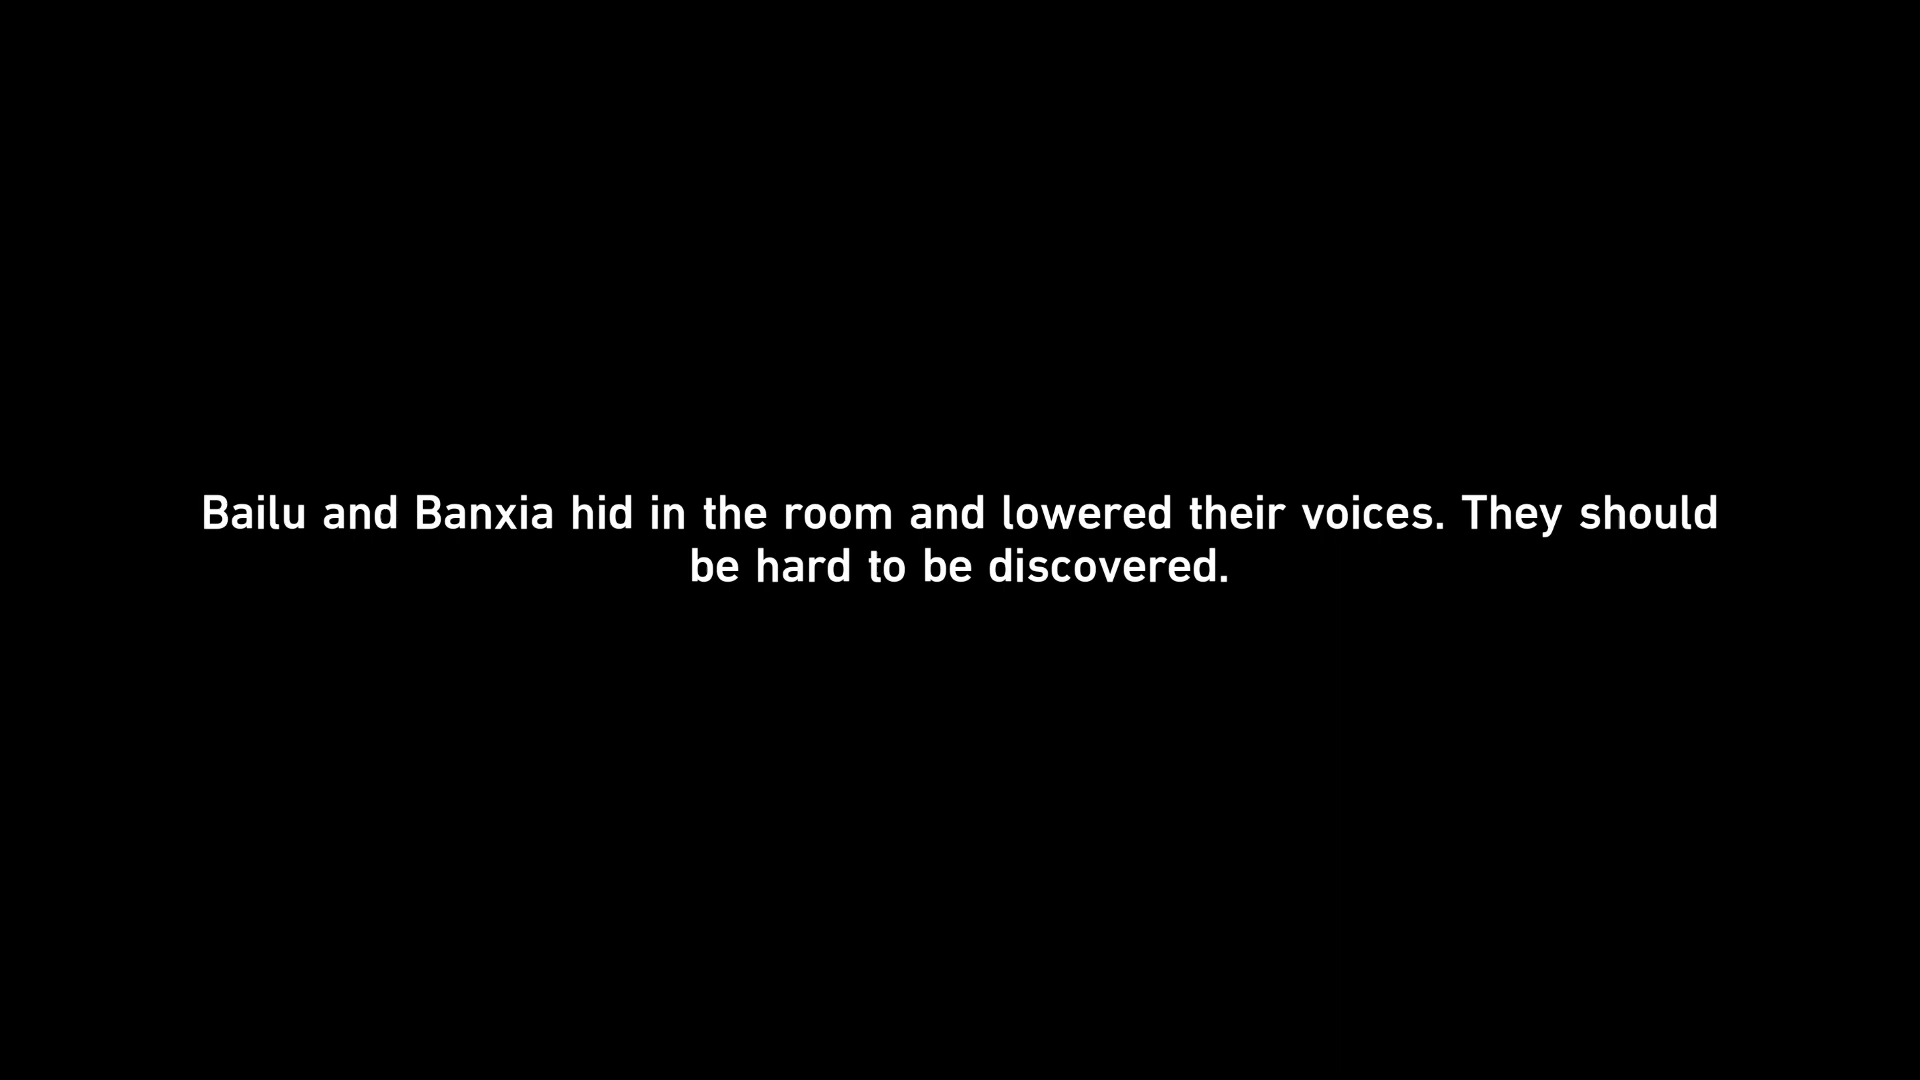 Bailu and Banxia hid in the room and lowered their voices. They should
be hard to be discovered.